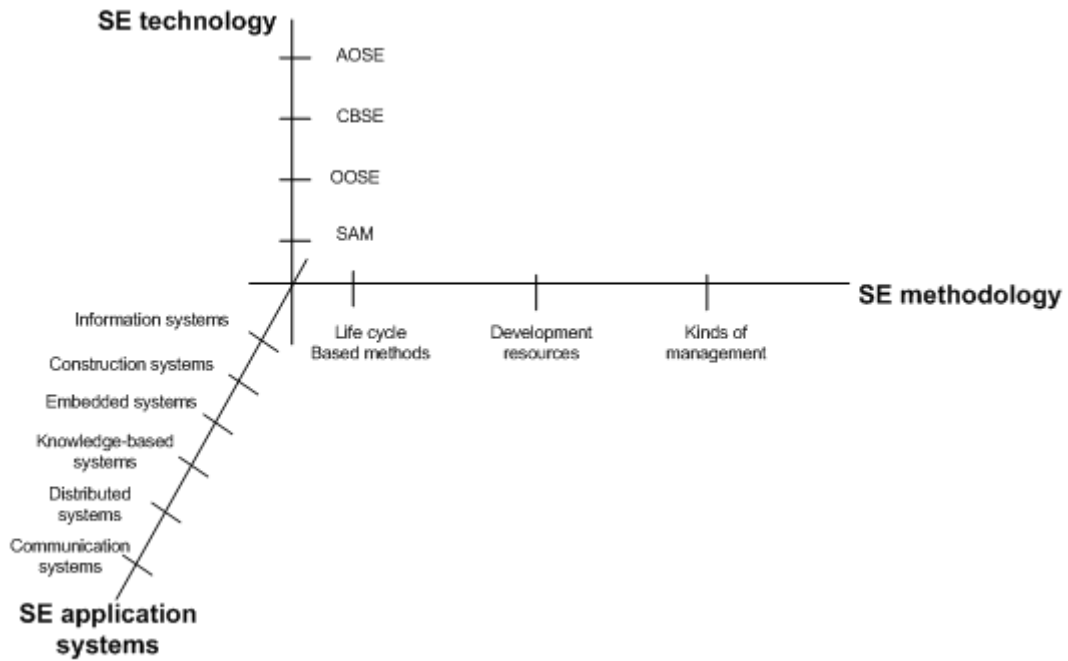 SE technology
AOSE
CBSE
OOSE
SAM
SE methodology
Life cycle
Based methods
Development
resources
Kinds of
management
Information systems
Construction systems
Embedded systems
Knowledge-based
systems
Distributed
systems
Communication
systems
SE application
systems